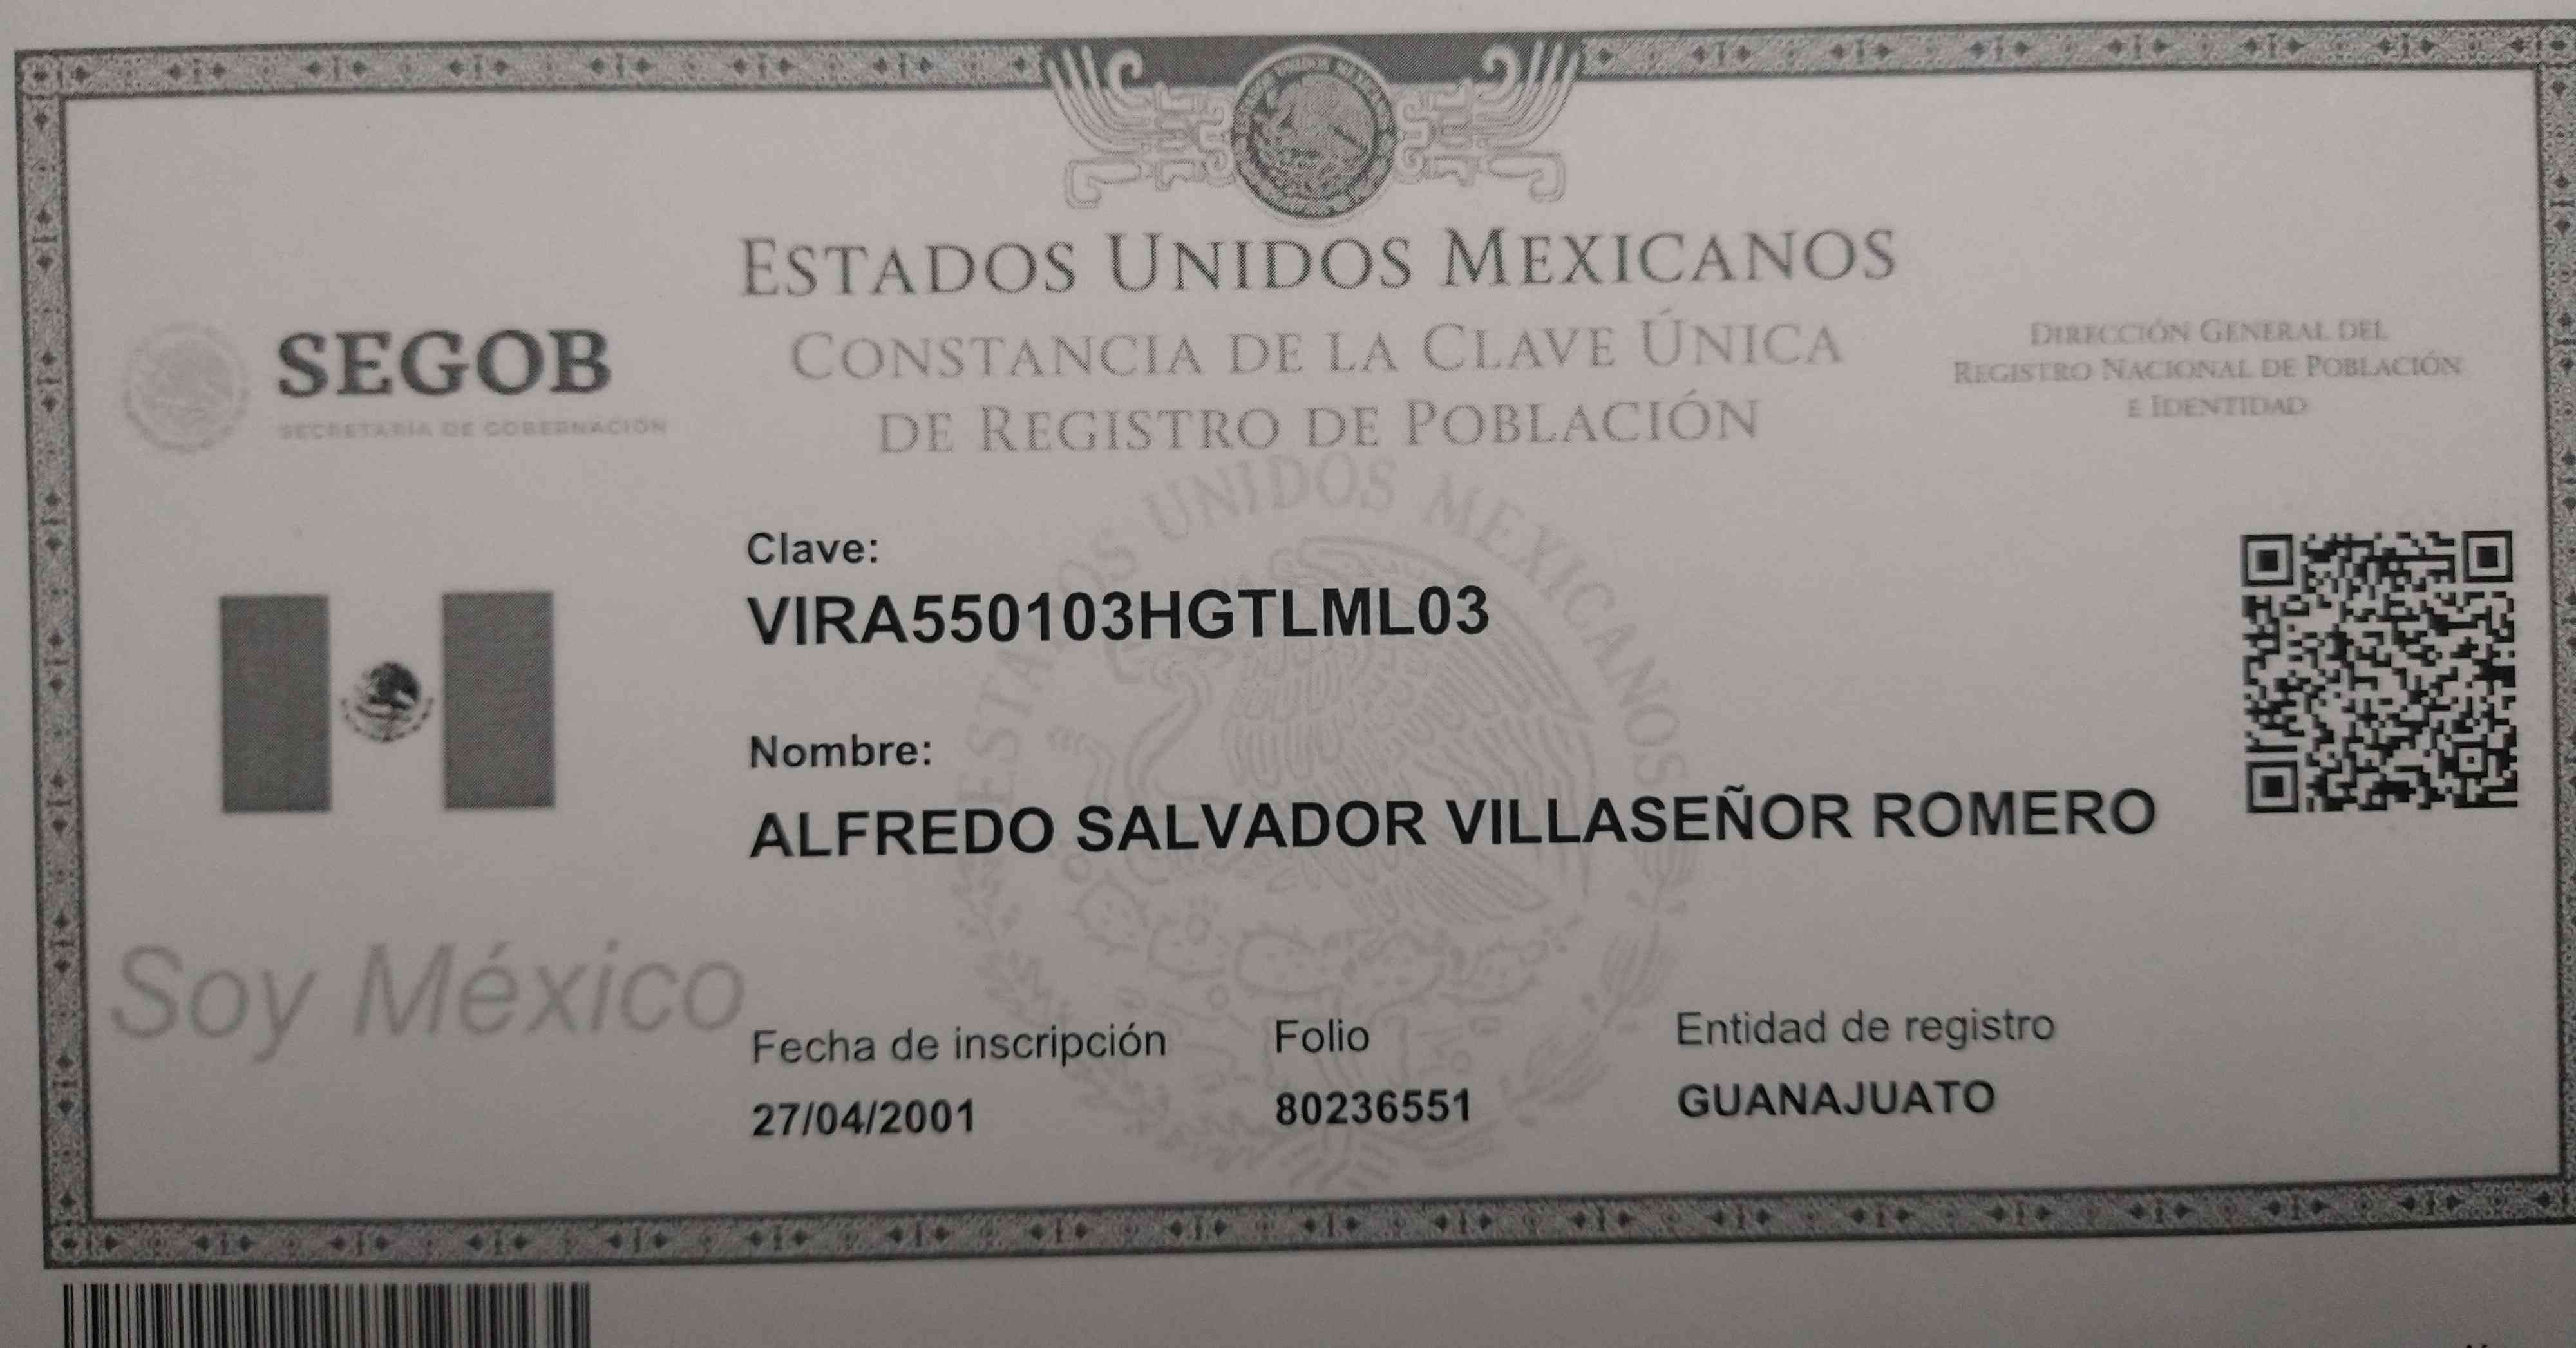 ESTADOS UNIDOS MEXICANOS
CONSTANCIA DE LA CLAVE ÚNICA
DE REGISTRO DE POBLACIÓN
SEGOB
SECRETARÍA DE GOBERNACIÓN
DIRECCIÓN GENERAL DEL
REGISTRO NACIONAL DE POBLACIÓN
E IDENTIDAD
ESTADOS UNIDOS MEXICANOS
Clave:
VIRA550103HGTLML03
Nombre:
ALFREDO SALVADOR VILLASEÑOR ROMERO
Soy México
Fecha de inscripción
27/04/2001
Folio
80236551
Entidad de registro
GUANAJUATO